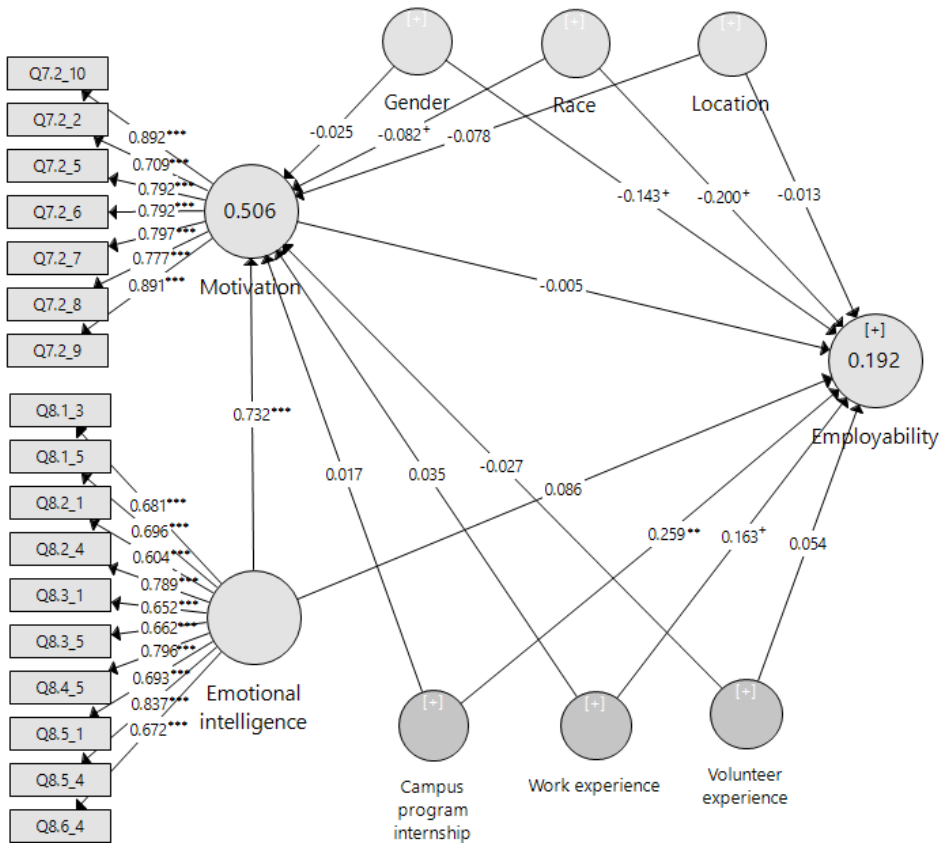 [+]
[+]
[+]
Gender
Race
Location
Q7.2_10
Q7.2_2
Q7.2_5
Q7.2_6
Q7.2_7
Q7.2_8
Q7.2_9
0.892***
0.709***
0.792***
0.792***
0.797***
0.777***
0.891***
0.506
Motivation
-0.025
-0.082+
-0.078
-0.143+
-0.200+
-0.013
-0.005
[+]
0.192
Employability
Q8.1_3
Q8.1_5
Q8.2_1
Q8.2_4
Q8.3_1
Q8.3_5
Q8.4_5
Q8.5_1
Q8.5_4
Q8.6_4
0.681***
0.696***
0.604***
0.789***
0.652***
0.662***
0.796***
0.693***
0.837***
0.672***
0.732***
0.017
0.035
-0.027
0.086
0.259**
0.163+
0.054
Emotional
intelligence
[+]
[+]
[+]
Campus
program
internship
Work experience
Volunteer
experience